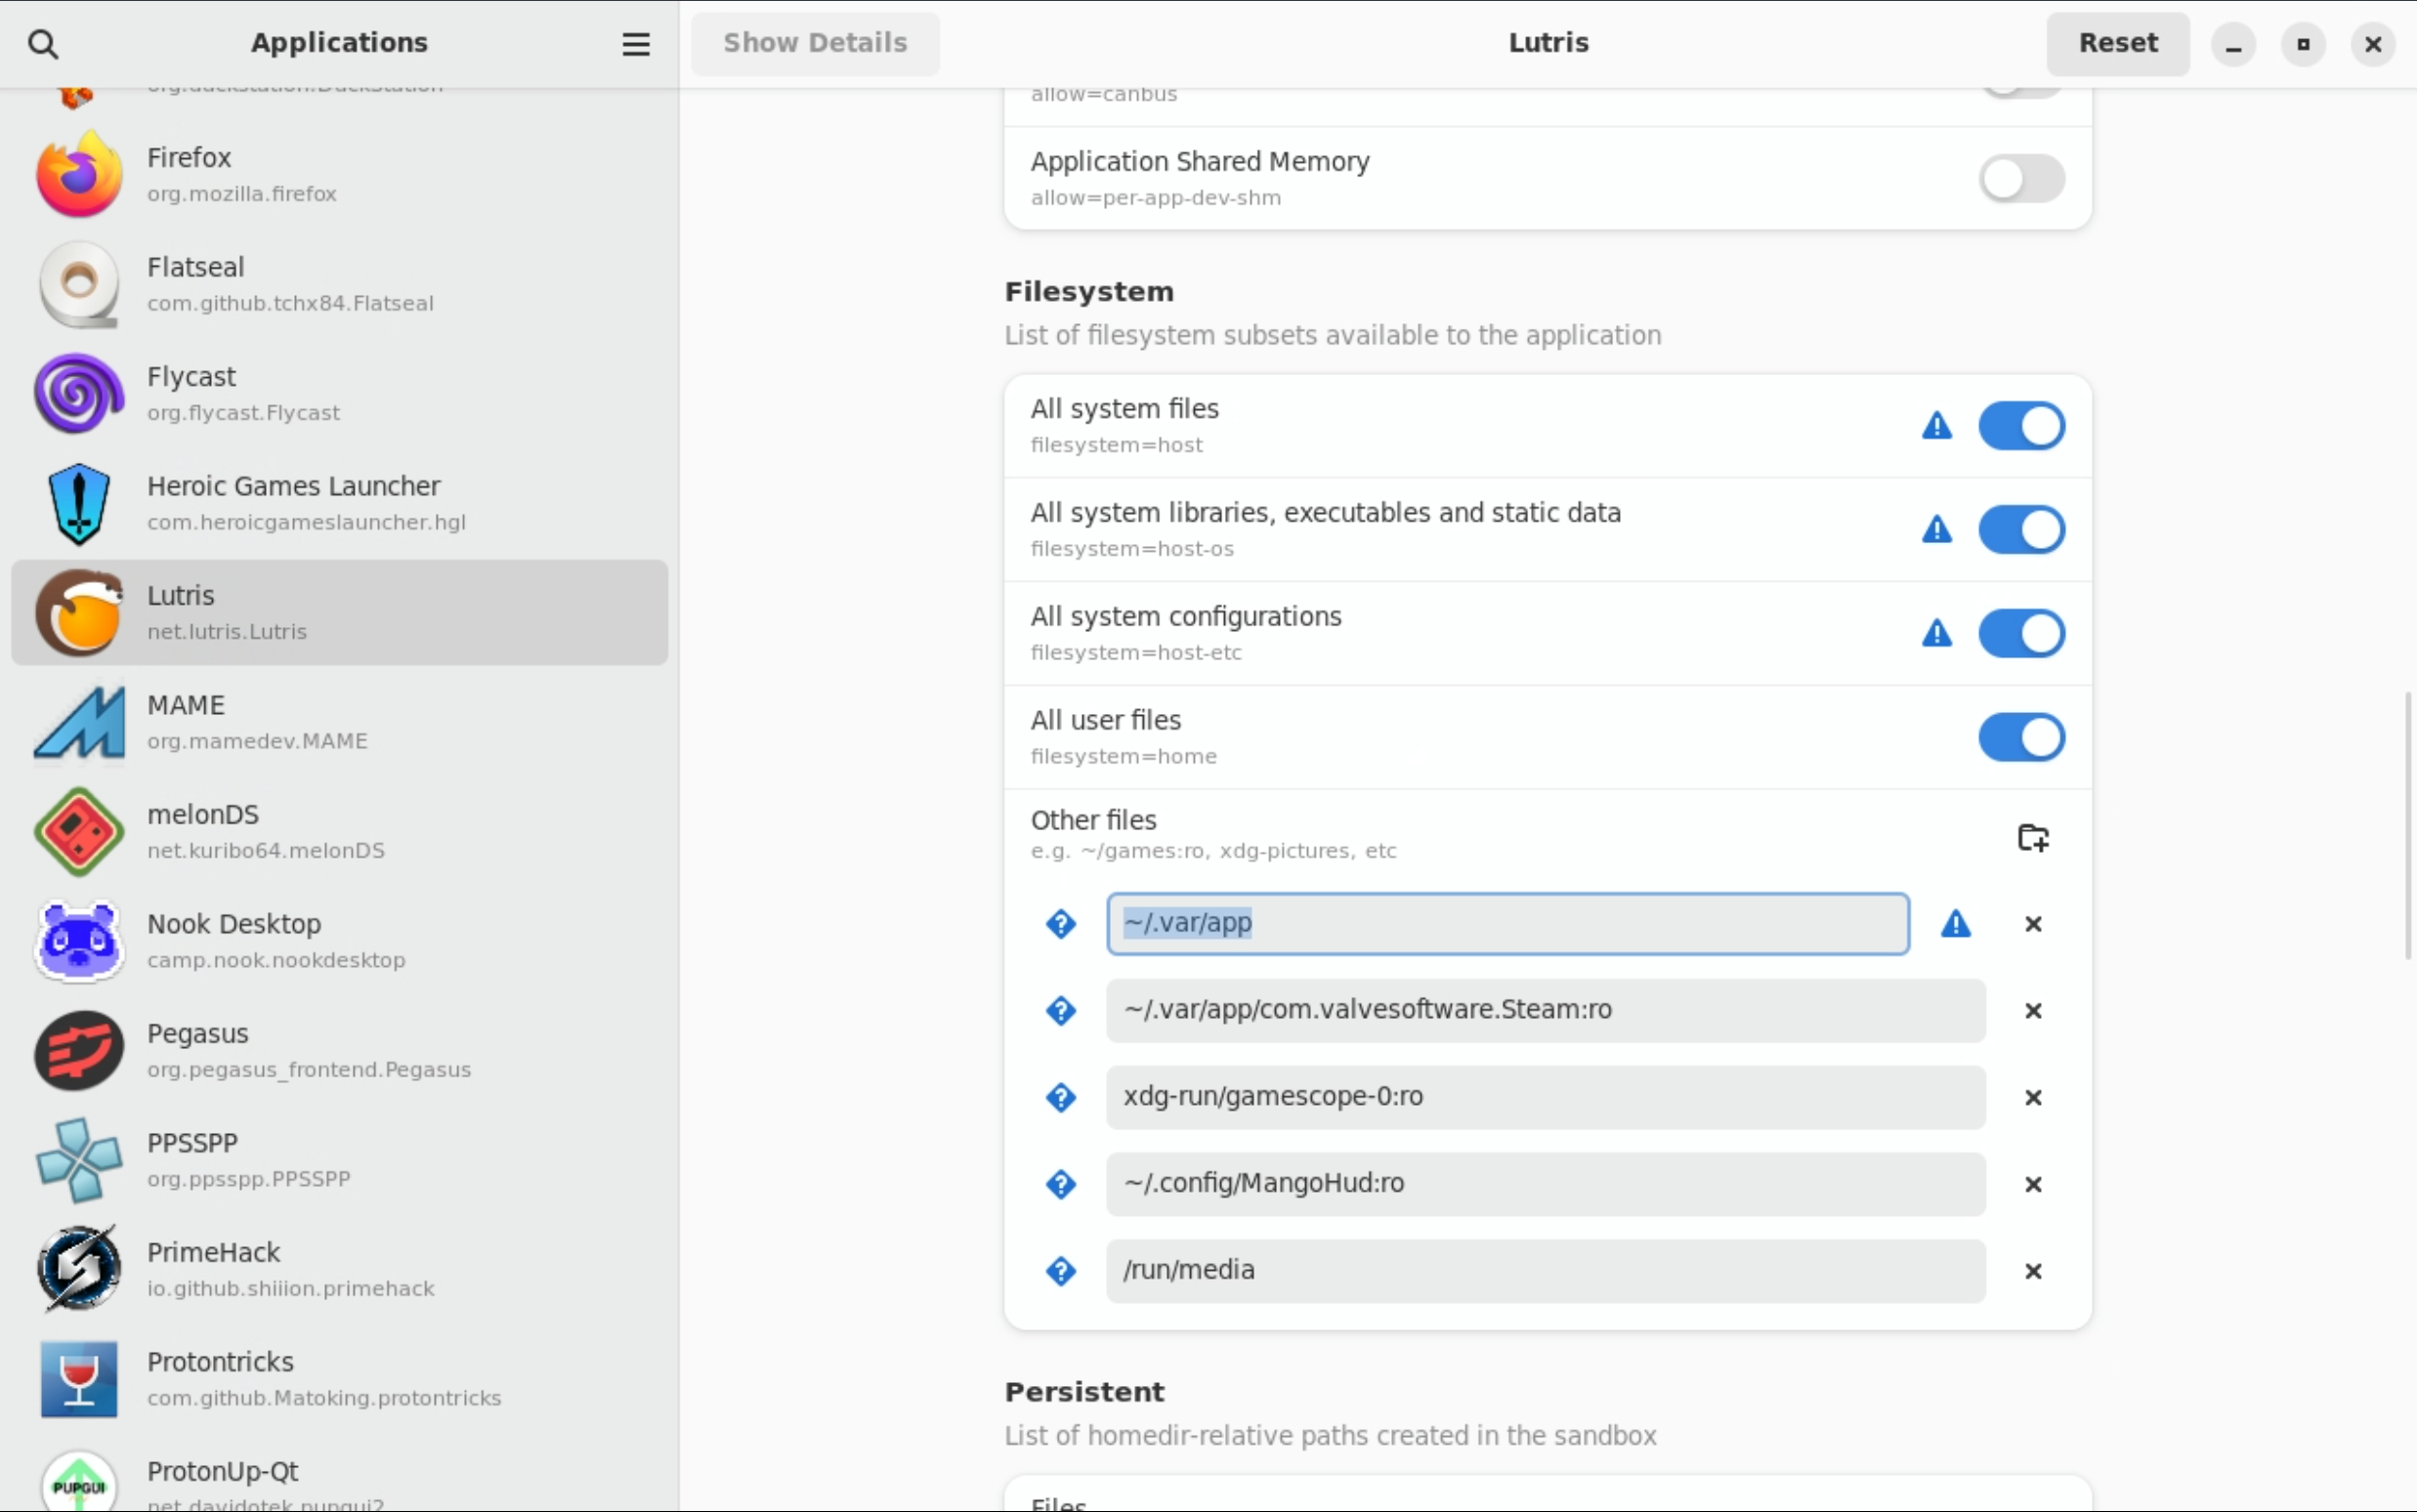 Applications
Show Details
Lutris
Reset
org.duckstation.DuckStation
Firefox
org.mozilla.firefox
Flatseal
com.github.tchx84.Flatseal
Flycast
org.flycast.Flycast
Heroic Games Launcher
com.heroicgameslauncher.hgl
Lutris
net.lutris.Lutris
MAME
org.mamedev.MAME
melonDS
net.kuribo64.melonDS
Nook Desktop
camp.nook.nookdesktop
Pegasus
org.pegasus_frontend.Pegasus
PPSSPP
org.ppsspp.PPSSPP
PrimeHack
io.github.shiiion.primehack
Protontricks
com.github.Matoking.protontricks
PUPGUI
ProtonUp-Qt
net.davidotek.pupgui2
allow=canbus
Application Shared Memory
allow=per-app-dev-shm
Filesystem
List of filesystem subsets available to the application
All system files
filesystem=host
All system libraries, executables and static data
filesystem=host-os
All system configurations
filesystem=host-etc
All user files
filesystem=home
Other files
e.g. ~/games:ro, xdg-pictures, etc
~/.var/app
~/.var/app/com.valvesoftware.Steam:ro
xdg-run/gamescope-0:ro
~/.config/MangoHud:ro
/run/media
Persistent
List of homedir-relative paths created in the sandbox
Files